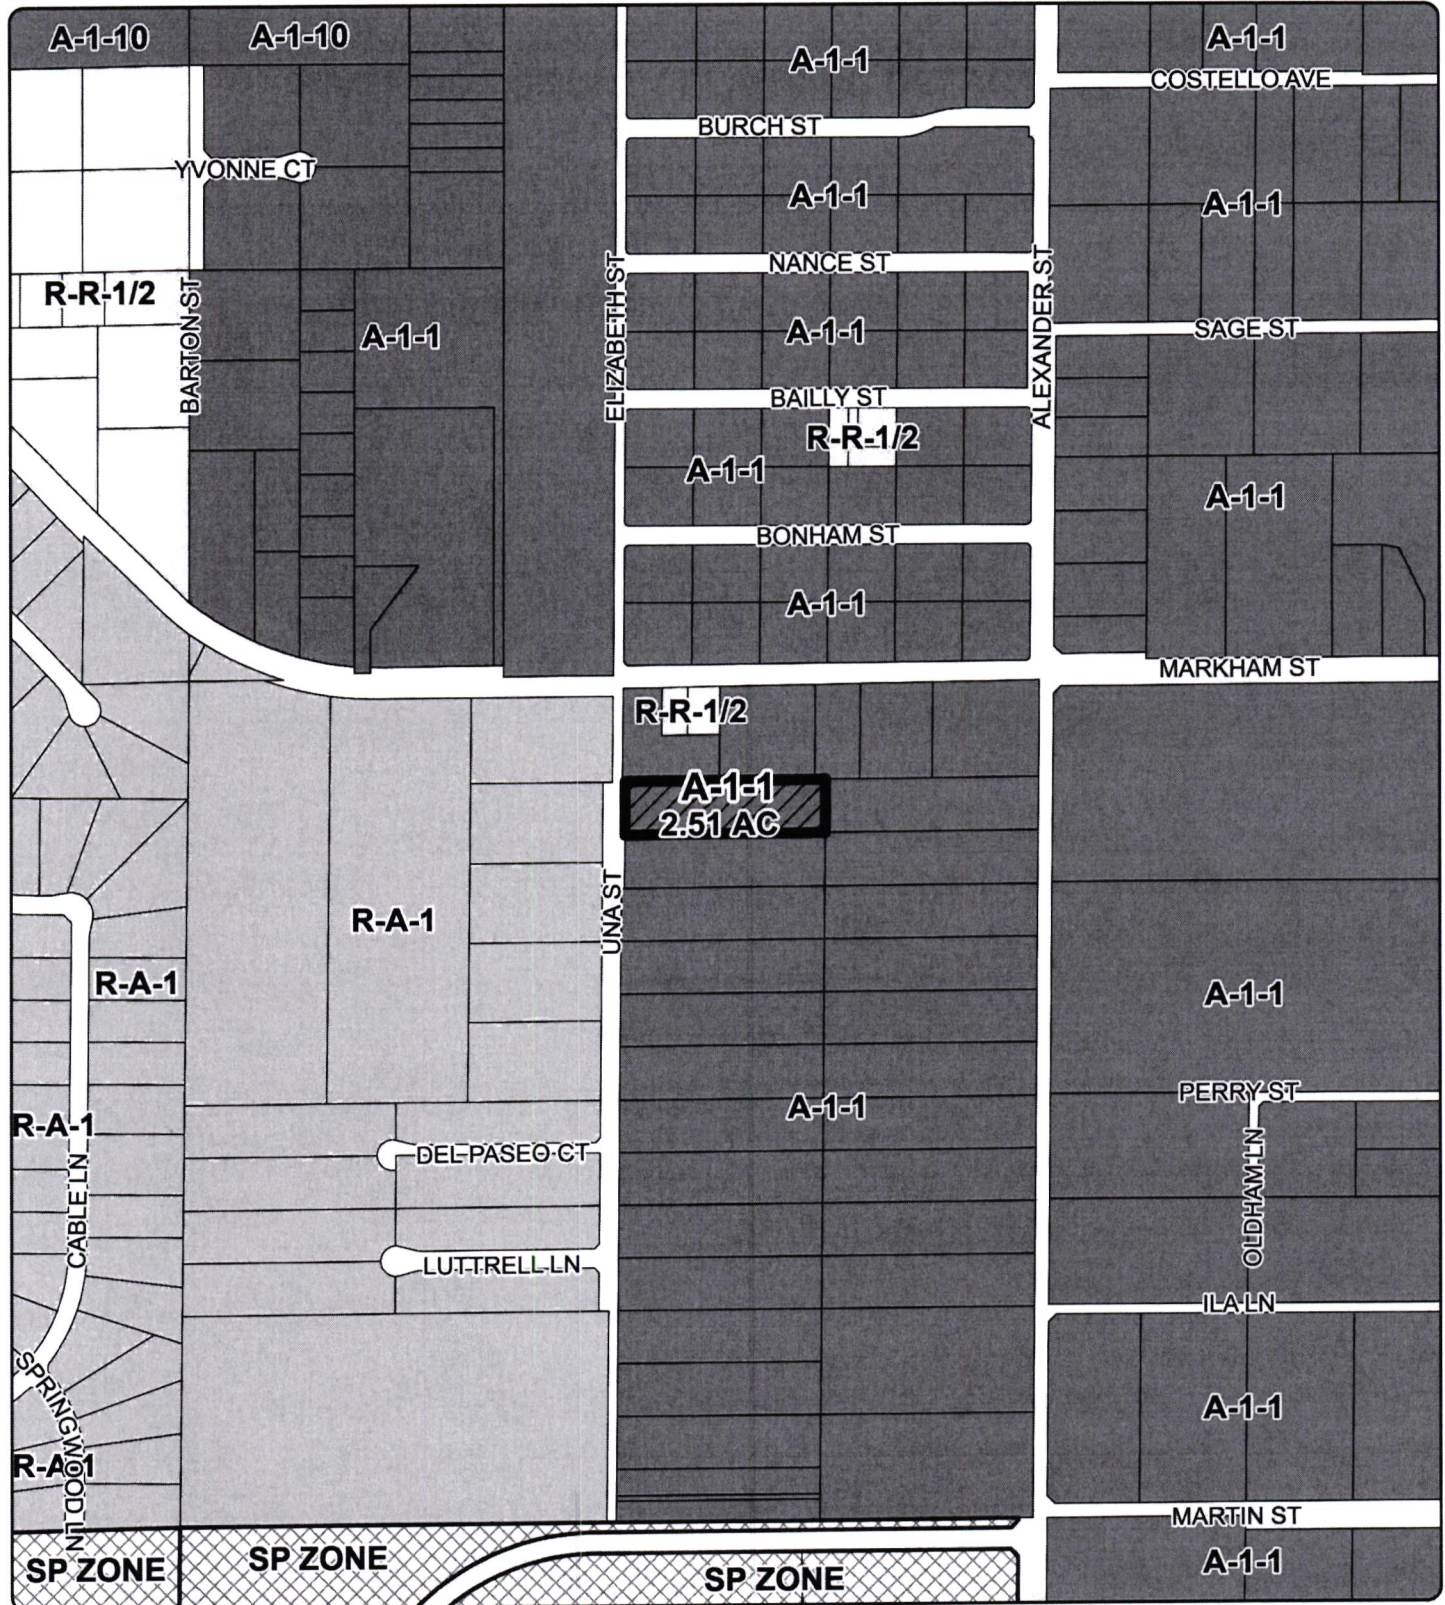 A-1-10
A-1-10
A-1-1
A-1-1
COSTELLO AVE
BURCH ST
YVONNE CT
A-1-1
A-1-1
NANCE ST
R-R-1/2
BARTON ST
A-1-1
ELIZABETH ST
A-1-1
ALEXANDER ST
SAGE ST
BAILLY ST
R-R-1/2
A-1-1
A-1-1
BONHAM ST
A-1-1
MARKHAM ST
R-R-1/2
A-1-1
2.51 AC
UNA ST
R-A-1
R-A-1
A-1-1
PERRY ST
A-1-1
R-A-1
DEL PASEO CT
OLDHAM LN
CABLE LN
LUTTRELL LN
ILA LN
SPRINGWOOD LN
A-1-1
R-A-1
MARTIN ST
SP ZONE
SP ZONE
SP ZONE
A-1-1